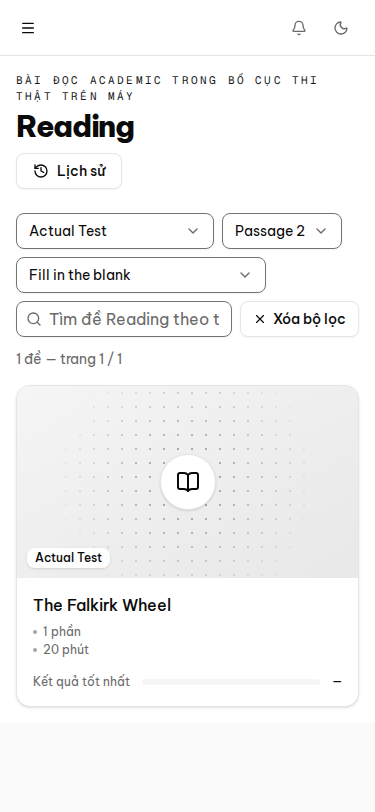 BÀI ĐỌC ACADEMIC TRONG BỐ CỤC THI
THẬT TRÊN MÁY
Reading
Lịch sử
Actual Test
Passage 2
Fill in the blank
Tìm đề Reading theo t
Xóa bộ lọc
1 đề — trang 1 / 1
Actual Test
The Falkirk Wheel
1 phần
20 phút
Kết quả tốt nhất –